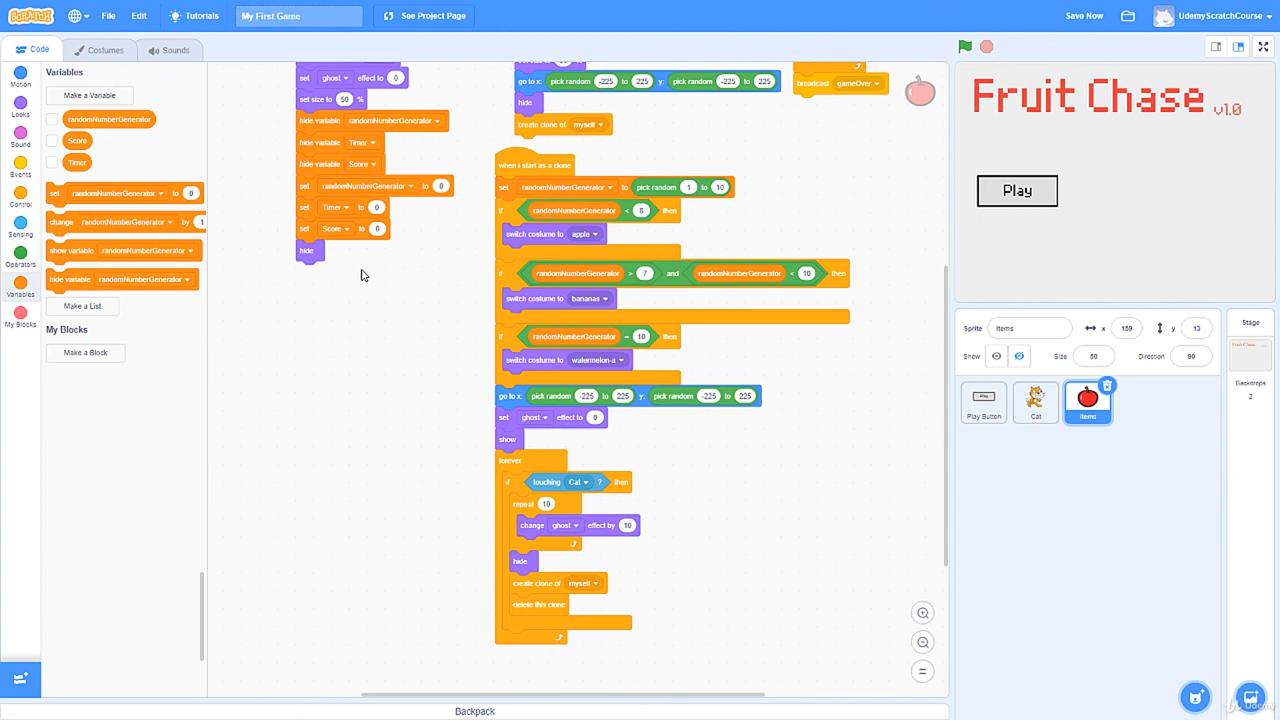 SCRATCH File Edit Tutorials My First Game See Project Page Save Now UdemyScratchCourse
Code Costumes Sounds
Motion
Looks
Sound
Events
Control
Sensing
Operators
Variables
My Blocks
Variables
Make a Variable
randomNumberGenerator
Score
Timer
set randomNumberGenerator to 0
change randomNumberGenerator by 1
show variable randomNumberGenerator
hide variable randomNumberGenerator
Make a List
My Blocks
Make a Block
set ghost effect to 0
set size to 50 %
hide variable randomNumberGenerator
hide variable Timer
hide variable Score
set randomNumberGenerator to 0
set Timer to 0
set Score to 0
hide
go to x: pick random -225 to 225 y: pick random -225 to 225
hide
create clone of myself
broadcast gameOver
when I start as a clone
set randomNumberGenerator to pick random 1 to 10
if randomNumberGenerator < 8 then
switch costume to apple
if randomNumberGenerator > 7 and randomNumberGenerator < 10 then
switch costume to bananas
if randomNumberGenerator = 10 then
switch costume to watermelon-a
go to x: pick random -225 to 225 y: pick random -225 to 225
set ghost effect to 0
show
forever
if touching Cat ? then
repeat 10
change ghost effect by 10
hide
create clone of myself
delete this clone
Fruit Chase v1.0
Play
Sprite Items x 159 y 13
Show Size 50 Direction 90
Play Button Cat Items
Stage
Fruit Chase
Backdrops
2
Backpack
Udemy